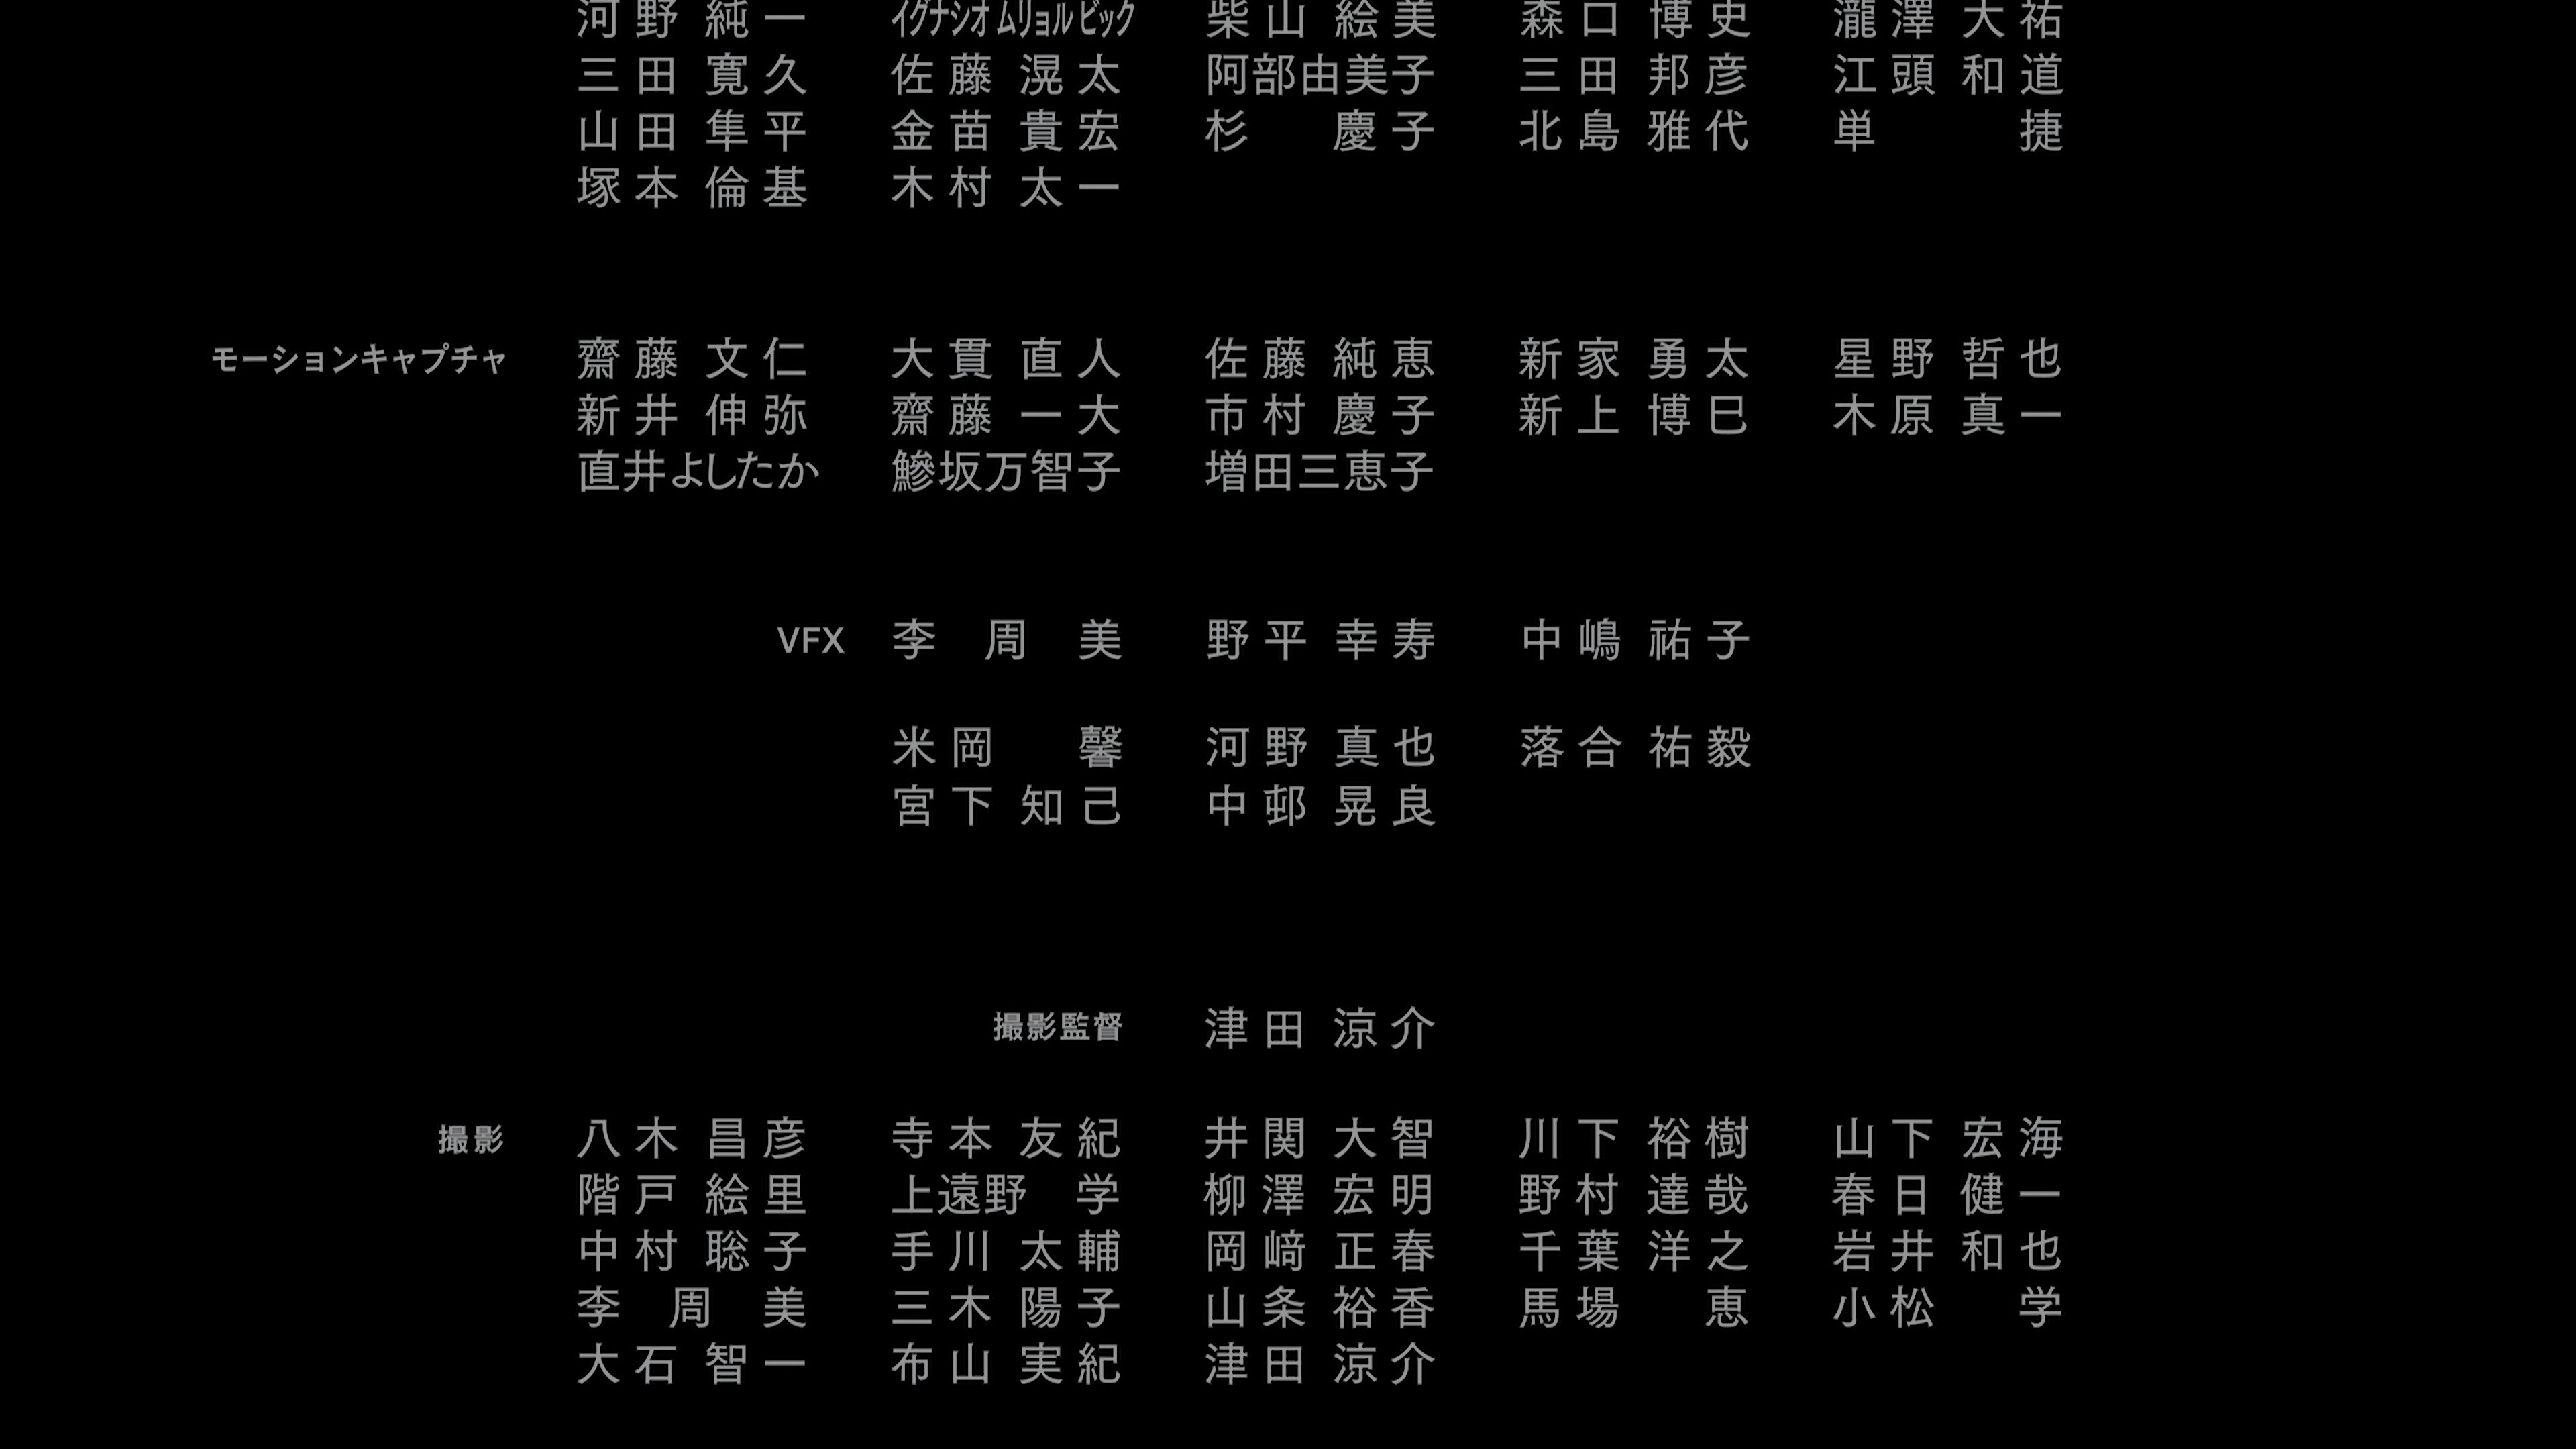 河野純一 イグナシオ ムリョル ビック 柴山絵美 森口博史 瀧澤大祐
三田寛久 佐藤滉太 阿部由美子 三田邦彦 江頭和道
山田隼平 金苗貴宏 杉慶子 北島雅代 単捷
塚本倫基 木村太一
モーションキャプチャ 齋藤文仁 大貫直人 佐藤純恵 新家勇太 星野哲也
新井伸弥 齋藤一大 市村慶子 新上博巳 木原真一
直井よしたか 鰺坂万智子 増田三恵子
VFX 李周美 野平幸寿 中嶋祐子
米岡馨 河野真也 落合祐毅
宮下知己 中邨晃良
撮影監督 津田涼介
撮影 八木昌彦 寺本友紀 井関大智 川下裕樹 山下宏海
階戸絵里 上遠野学 柳澤宏明 野村達哉 春日健一
中村聡子 手川太輔 岡﨑正春 千葉洋之 岩井和也
李周美 三木陽子 山条裕香 馬場恵 小松学
大石智一 布山実紀 津田涼介